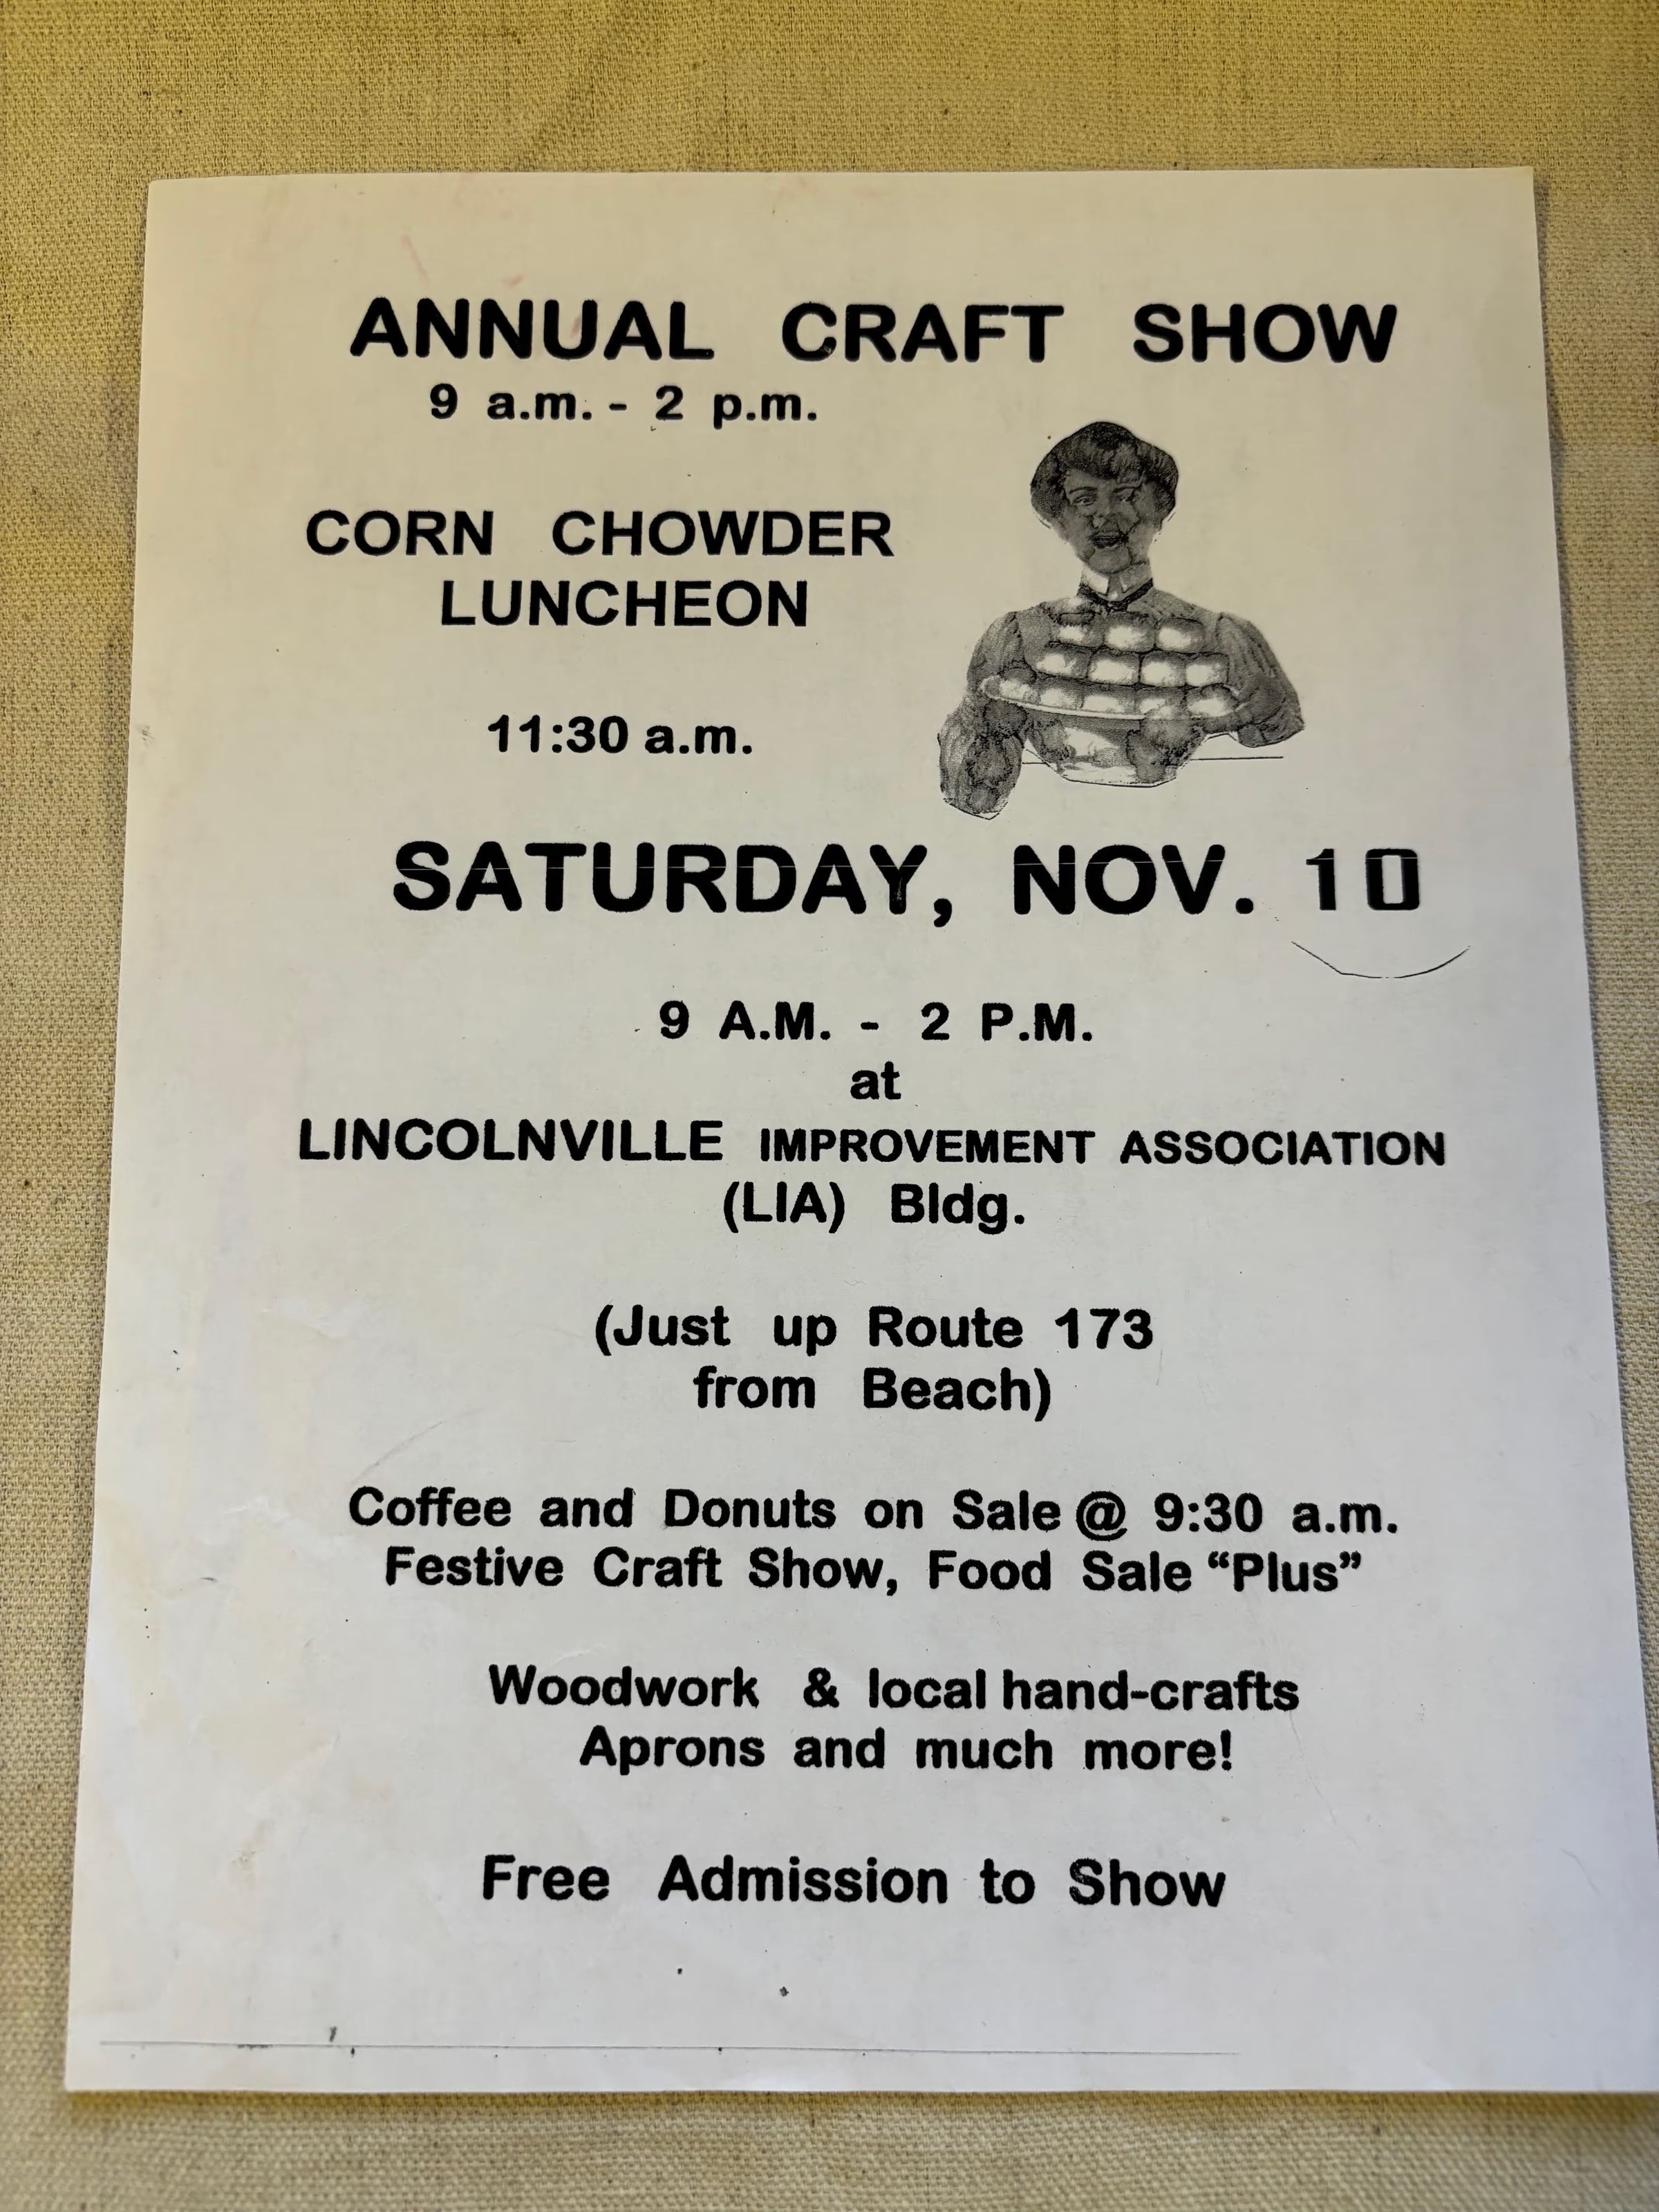 ANNUAL CRAFT SHOW
9 a.m. - 2 p.m.
CORN CHOWDER
LUNCHEON
11:30 a.m.
SATURDAY, NOV. 10
9 A.M. - 2 P.M.
at
LINCOLNVILLE IMPROVEMENT ASSOCIATION
(LIA) Bldg.
(Just up Route 173
from Beach)
Coffee and Donuts on Sale @ 9:30 a.m.
Festive Craft Show, Food Sale “Plus”
Woodwork & local hand-crafts
Aprons and much more!
Free Admission to Show